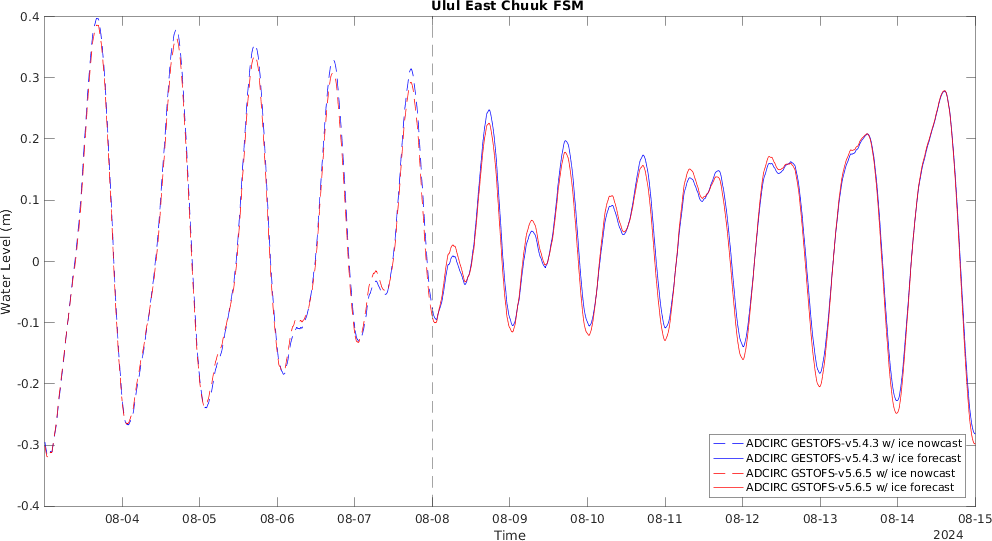 Ulul East Chuuk FSM
0.4
0.3
0.2
0.1
0
-0.1
-0.2
-0.3
-0.4
Water Level (m)
ADCIRC GESTOFS-v5.4.3 w/ ice nowcast
ADCIRC GESTOFS-v5.4.3 w/ ice forecast
ADCIRC GSTOFS-v5.6.5 w/ ice nowcast
ADCIRC GSTOFS-v5.6.5 w/ ice forecast
08-04 08-05 08-06 08-07 08-08 08-09 08-10 08-11 08-12 08-13 08-14 08-15
Time
2024